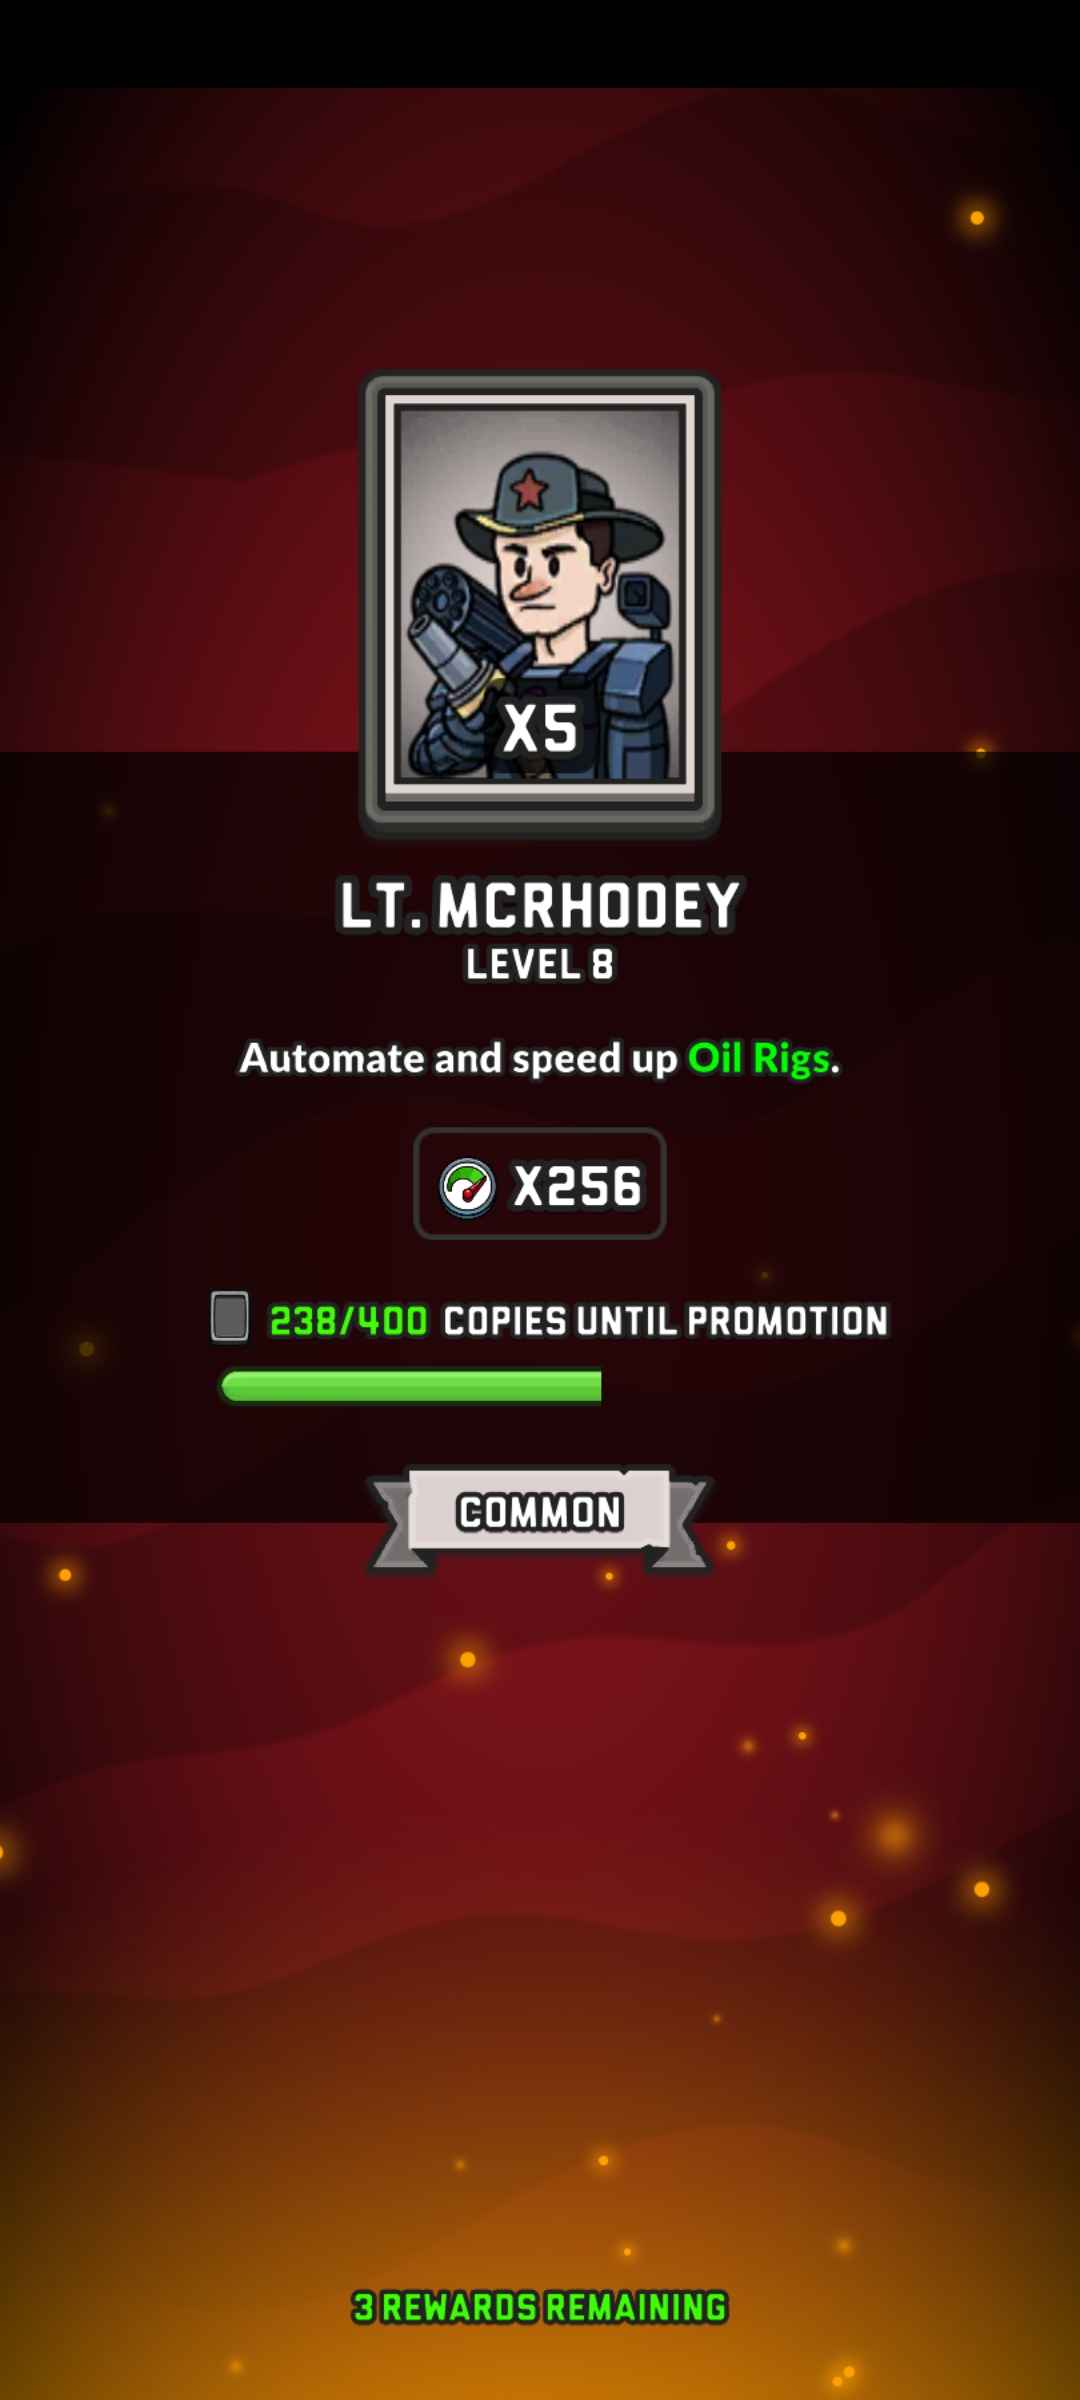 X5
LT. MCRHODEY
LEVEL 8
Automate and speed up Oil Rigs.
X256
238/400 COPIES UNTIL PROMOTION
COMMON
3 REWARDS REMAINING